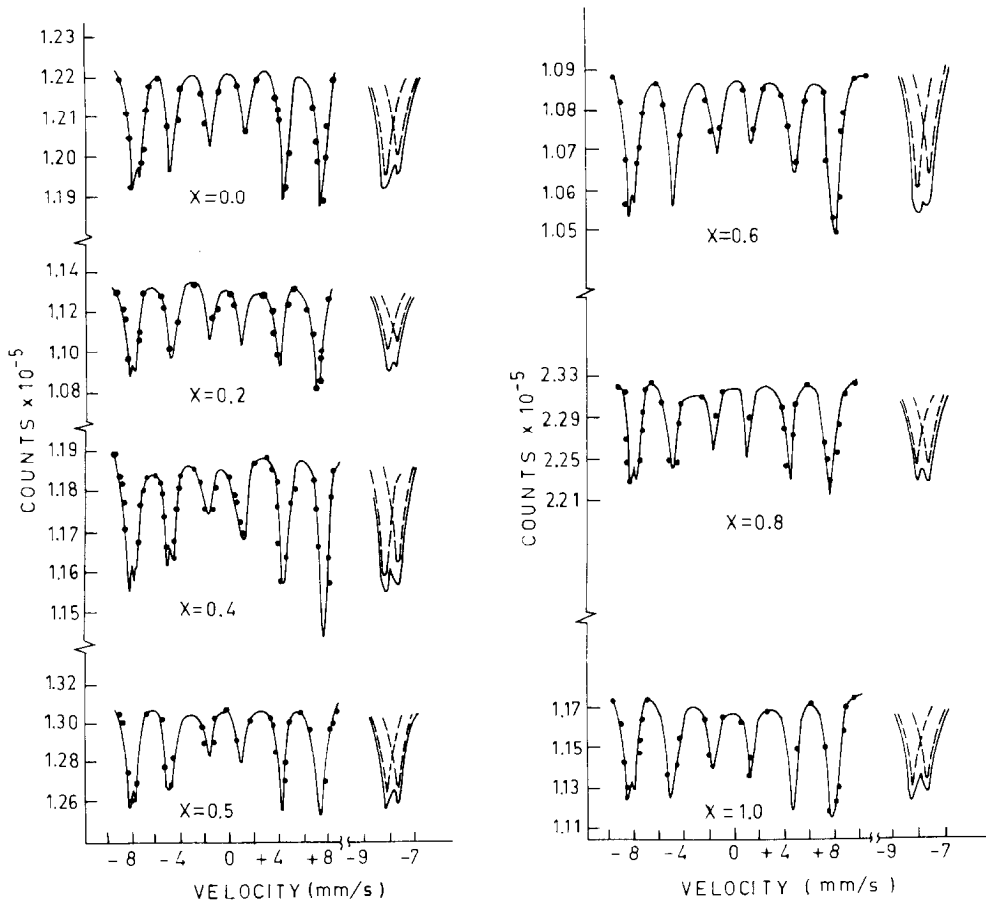 1.23
1.22
1.21
1.20
1.19
X=0.0
1.14
1.13
1.10
1.08
X=0.2
1.19
1.18
1.17
1.16
1.15
X=0.4
1.32
1.30
1.28
1.26
X=0.5
COUNTS x 10⁻⁵
-8 -4 0 +4 +8 -9 -7
VELOCITY (mm/s)
1.09
1.08
1.07
1.06
1.05
X=0.6
2.33
2.29
2.25
2.21
X=0.8
1.17
1.15
1.13
1.11
X=1.0
COUNTS x 10⁻⁵
-8 -4 0 +4 +8 -9 -7
VELOCITY (mm/s)